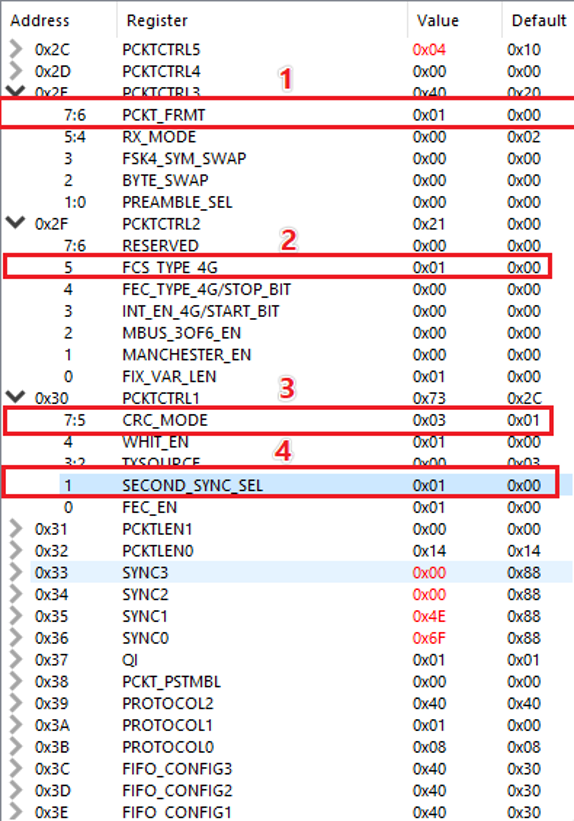 Address Register Value Default
0x2C PCKTCTRL5 0x04 0x10
0x2D PCKTCTRL4 0x00 0x00
1
0x2E PCKTCTRL3 0x40 0x20
7:6 PCKT_FRMT 0x01 0x00
5:4 RX_MODE 0x00 0x02
3 FSK4_SYM_SWAP 0x00 0x00
2 BYTE_SWAP 0x00 0x00
1:0 PREAMBLE_SEL 0x00 0x00
0x2F PCKTCTRL2 0x21 0x00
7:6 RESERVED 0x00 0x00
2
5 FCS_TYPE_4G 0x01 0x00
4 FEC_TYPE_4G/STOP_BIT 0x00 0x00
3 INT_EN_4G/START_BIT 0x00 0x00
2 MBUS_3OF6_EN 0x00 0x00
1 MANCHESTER_EN 0x00 0x00
0 FIX_VAR_LEN 0x01 0x00
3
0x30 PCKTCTRL1 0x73 0x2C
7:5 CRC_MODE 0x03 0x01
4 WHIT_EN 0x01 0x00
4
3:2 TXSOURCE 0x00 0x03
1 SECOND_SYNC_SEL 0x01 0x00
0 FEC_EN 0x01 0x00
0x31 PCKTLEN1 0x00 0x00
0x32 PCKTLEN0 0x14 0x14
0x33 SYNC3 0x00 0x88
0x34 SYNC2 0x00 0x88
0x35 SYNC1 0x4E 0x88
0x36 SYNC0 0x6F 0x88
0x37 QI 0x01 0x01
0x38 PCKT_PSTMBL 0x00 0x00
0x39 PROTOCOL2 0x40 0x40
0x3A PROTOCOL1 0x01 0x00
0x3B PROTOCOL0 0x08 0x08
0x3C FIFO_CONFIG3 0x40 0x30
0x3D FIFO_CONFIG2 0x40 0x30
0x3E FIFO_CONFIG1 0x40 0x30